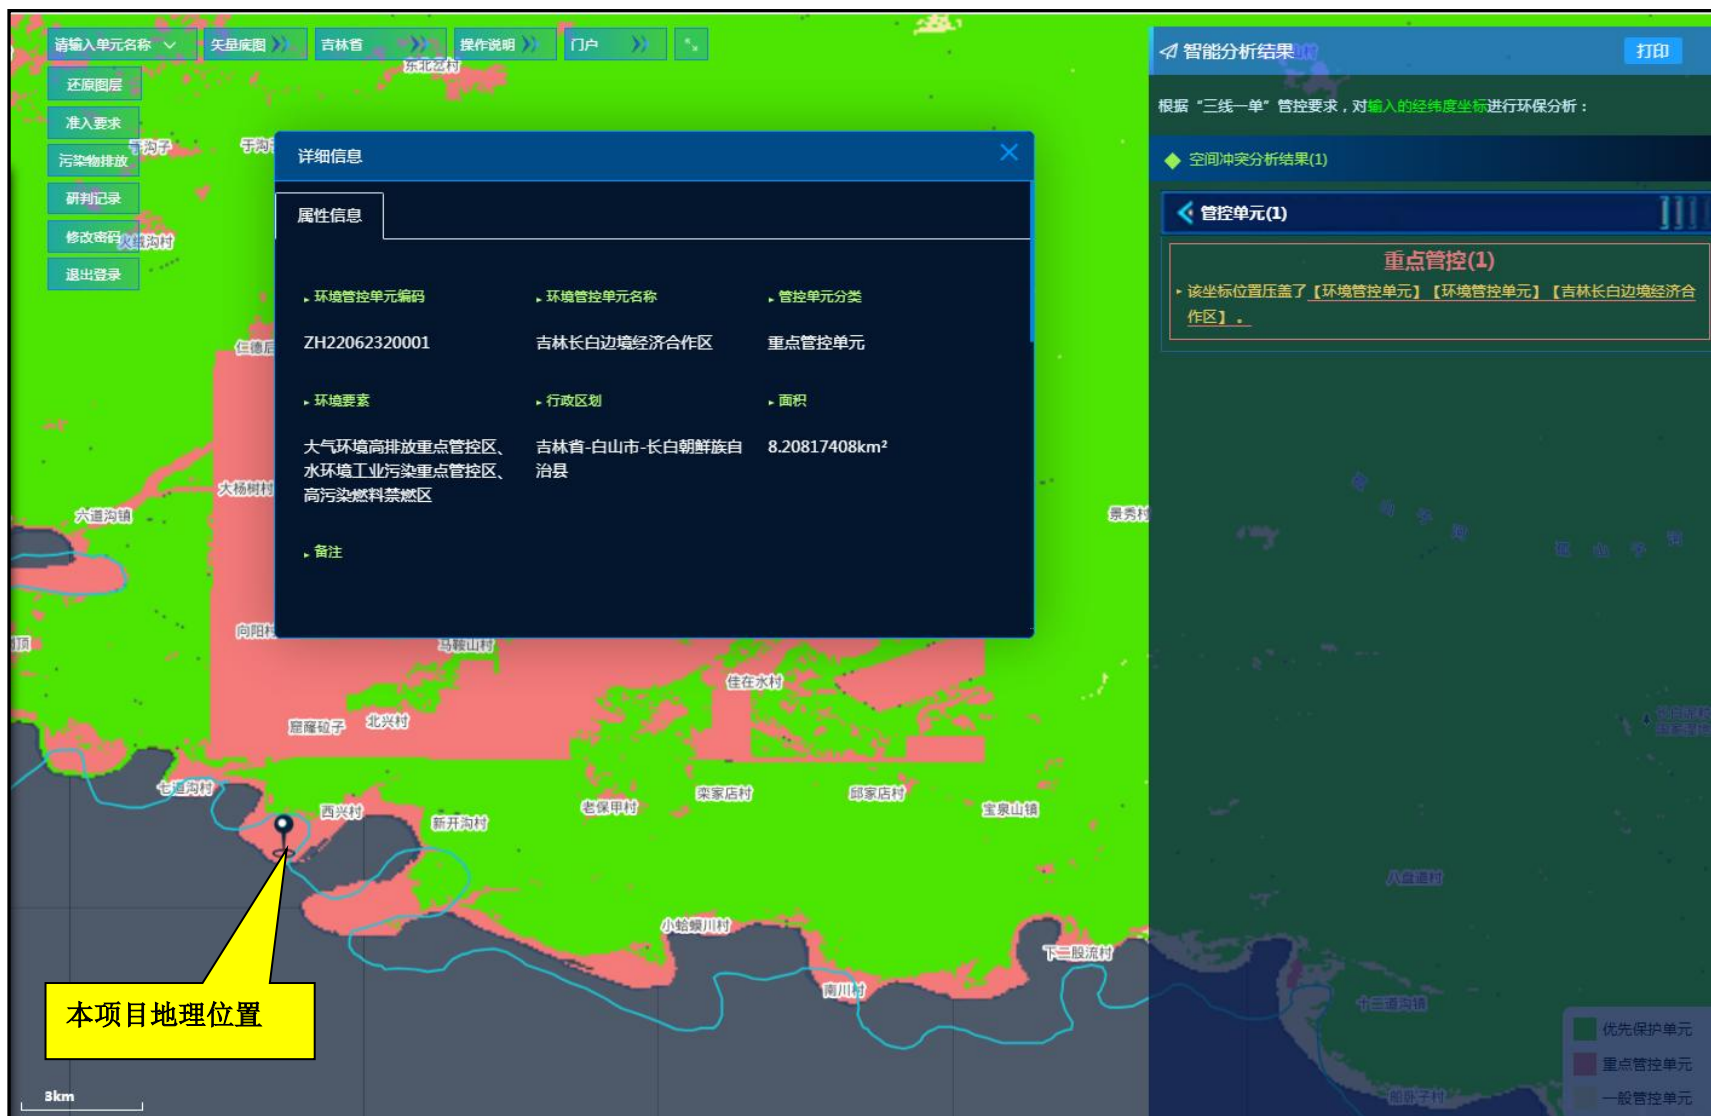 请输入单元名称
矢量底图
吉林省
操作说明
门户
还原图层
准入要求
污染物排放
研判记录
修改密码
退出登录
东北岔村
于沟子
于沟
火绒沟村
仁德后
大杨树村
六道沟镇
向阳村
马鞍山村
佳在水村
窟窿砬子
北兴村
七道沟村
西兴村
新开沟村
老保甲村
栾家店村
邱家店村
宝泉山镇
景秀村
小蛤蟆川村
下二股流村
南川村
八盘道村
十三道沟镇
船卧子村
本项目地理位置
3km
详细信息
属性信息
环境管控单元编码
环境管控单元名称
管控单元分类
ZH22062320001
吉林长白边境经济合作区
重点管控单元
环境要素
行政区划
面积
大气环境高排放重点管控区、
水环境工业污染重点管控区、
高污染燃料禁燃区
吉林省-白山市-长白朝鲜族自
治县
8.20817408km²
备注
智能分析结果
打印
根据“三线一单”管控要求，对输入的经纬度坐标进行环保分析：
空间冲突分析结果(1)
管控单元(1)
重点管控(1)
该坐标位置压盖了【环境管控单元】【环境管控单元】【吉林长白边境经济合
作区】。
优先保护单元
重点管控单元
一般管控单元